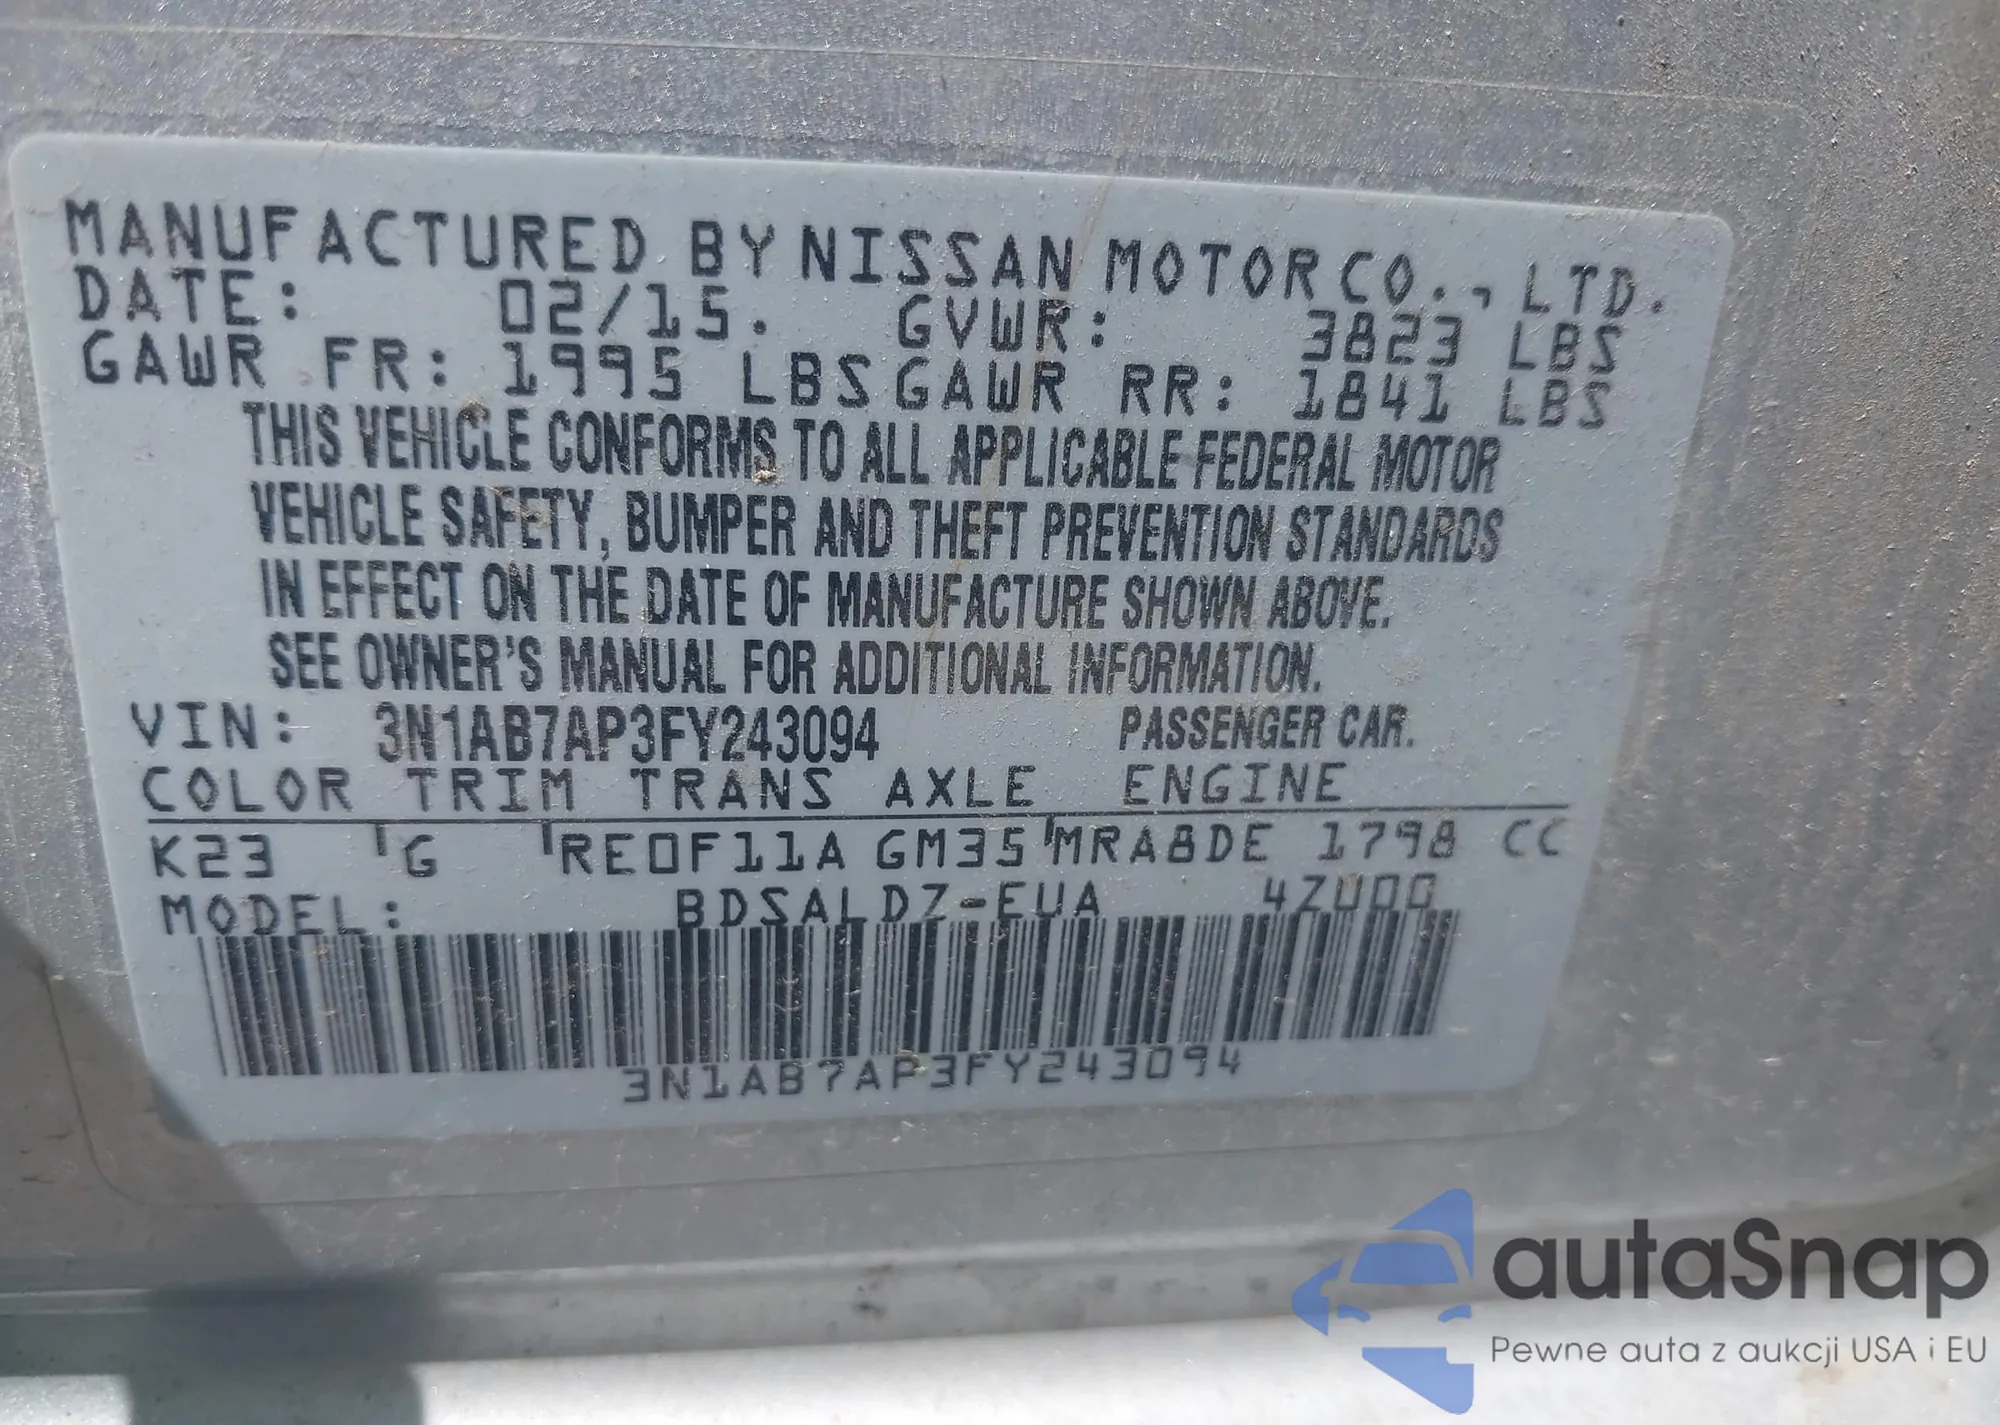 MANUFACTURED BY NISSAN MOTOR CO., LTD.
DATE: 02/15. GVWR: 3823 LBS
GAWR FR: 1995 LBS GAWR RR: 1841 LBS
THIS VEHICLE CONFORMS TO ALL APPLICABLE FEDERAL MOTOR
VEHICLE SAFETY, BUMPER AND THEFT PREVENTION STANDARDS
IN EFFECT ON THE DATE OF MANUFACTURE SHOWN ABOVE.
SEE OWNER'S MANUAL FOR ADDITIONAL INFORMATION.
VIN: 3N1AB7AP3FY243094 PASSENGER CAR.
COLOR TRIM TRANS AXLE ENGINE
K23 G RE0F11A GM35 MRA8DE 1798 CC
MODEL: BDSALDZ-EUA 4ZU00
3N1AB7AP3FY243094
autaSnap
Pewne auta z aukcji USA i EU